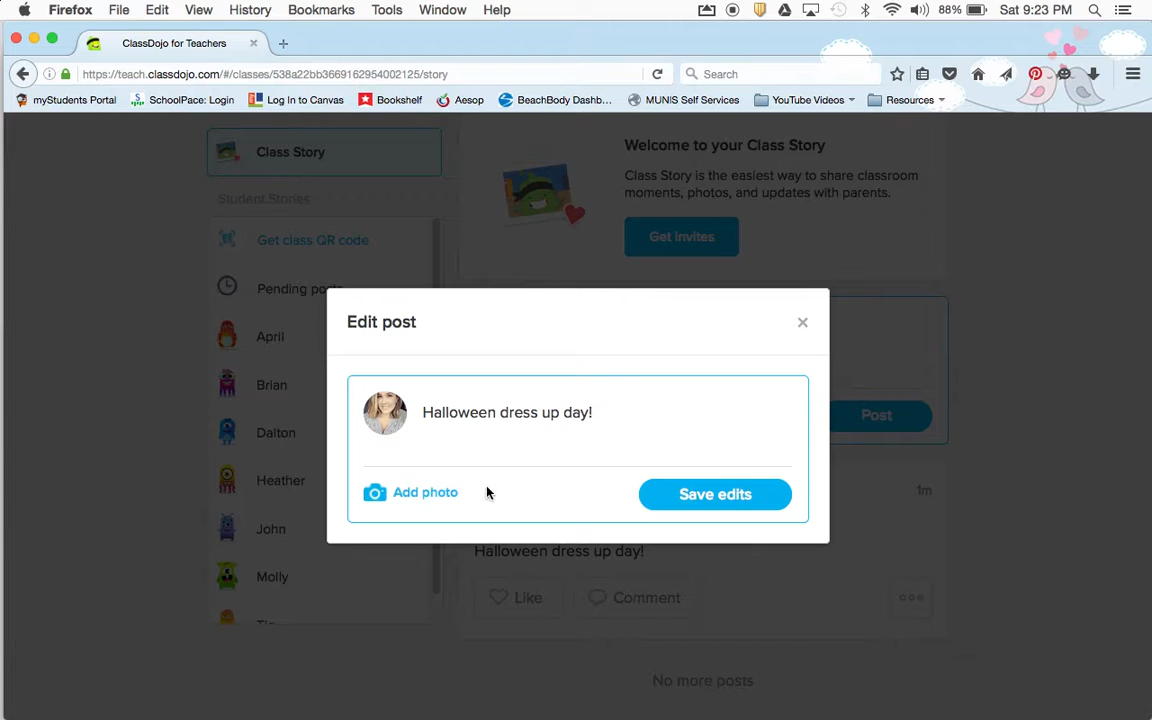 Firefox File Edit View History Bookmarks Tools Window Help 88% Sat 9:23 PM
ClassDojo for Teachers
https://teach.classdojo.com/#/classes/538a22bb3669162954002125/story Search
myStudents Portal SchoolPace: Login Log In to Canvas Bookshelf Aesop BeachBody Dashb... MUNIS Self Services YouTube Videos Resources
Class Story
Student Stories
Get class QR code
Pending posts
April
Brian
Dalton
Heather
John
Molly
Welcome to your Class Story
Class Story is the easiest way to share classroom
moments, photos, and updates with parents.
Get invites
Post
Edit post
Halloween dress up day!
Add photo Save edits
1m
Halloween dress up day!
Like Comment
No more posts